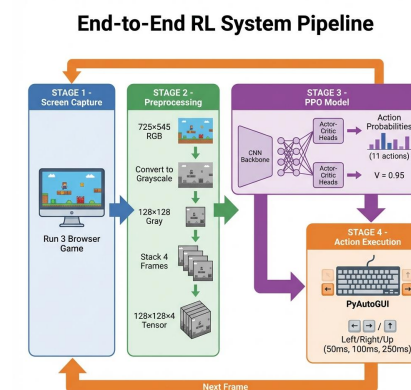 End-to-End RL System Pipeline
STAGE 1 -
Screen Capture
Run 3 Browser
Game
STAGE 2 -
Preprocessing
725×545
RGB
Convert to
Grayscale
128×128
Gray
Stack 4
Frames
128×128×4
Tensor
STAGE 3 -
PPO Model
CNN
Backbone
Actor-
Critic
Heads
Actor-
Critic
Heads
Action
Probabilities
(11 actions)
V = 0.95
STAGE 4 -
Action Execution
PyAutoGUI
/
Left/Right/Up
(50ms, 100ms, 250ms)
Next Frame